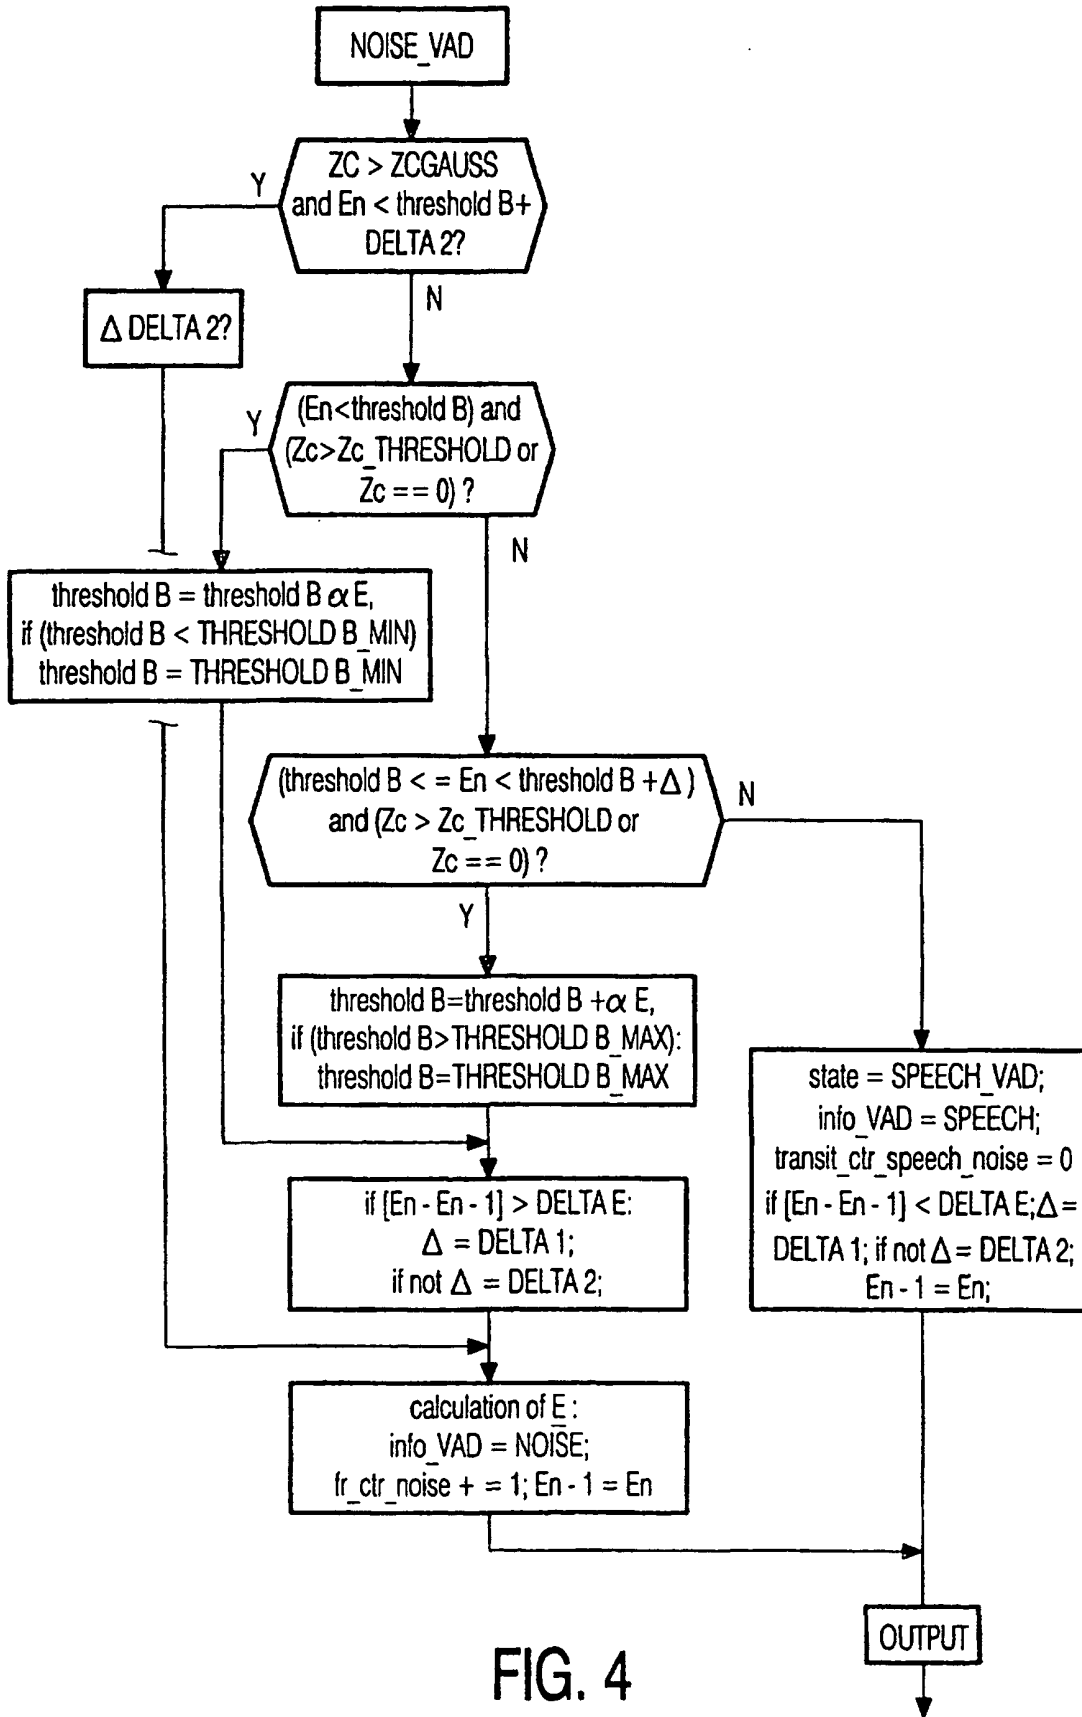 NOISE_VAD
ZC > ZCGAUSS
and En < threshold B+
DELTA 2?
Y
N
Δ DELTA 2?
(En<threshold B) and
(Zc>Zc_THRESHOLD or
Zc == 0) ?
Y
N
threshold B = threshold B α E,
if (threshold B < THRESHOLD B_MIN)
threshold B = THRESHOLD B_MIN
(threshold B < = En < threshold B + Δ )
and (Zc > Zc_THRESHOLD or
Zc == 0) ?
N
Y
threshold B=threshold B +α E,
if (threshold B>THRESHOLD B_MAX):
threshold B=THRESHOLD B_MAX
state = SPEECH_VAD;
info_VAD = SPEECH;
transit_ctr_speech_noise = 0
if [En - En - 1] < DELTA E;Δ =
DELTA 1; if not Δ = DELTA 2;
En - 1 = En;
if [En - En - 1] > DELTA E:
Δ = DELTA 1;
if not Δ = DELTA 2;
calculation of E :
info_VAD = NOISE;
fr_ctr_noise + = 1; En - 1 = En
OUTPUT
FIG. 4